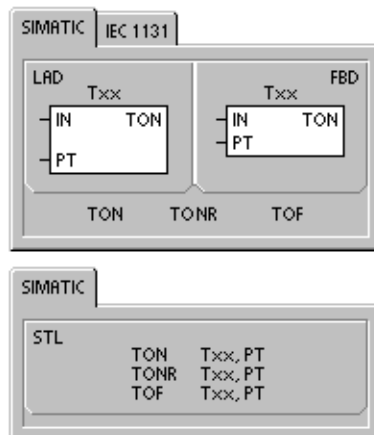 SIMATIC IEC 1131
LAD FBD
Txx Txx
IN TON IN TON
PT PT
TON TONR TOF
SIMATIC
STL
TON Txx, PT
TONR Txx, PT
TOF Txx, PT